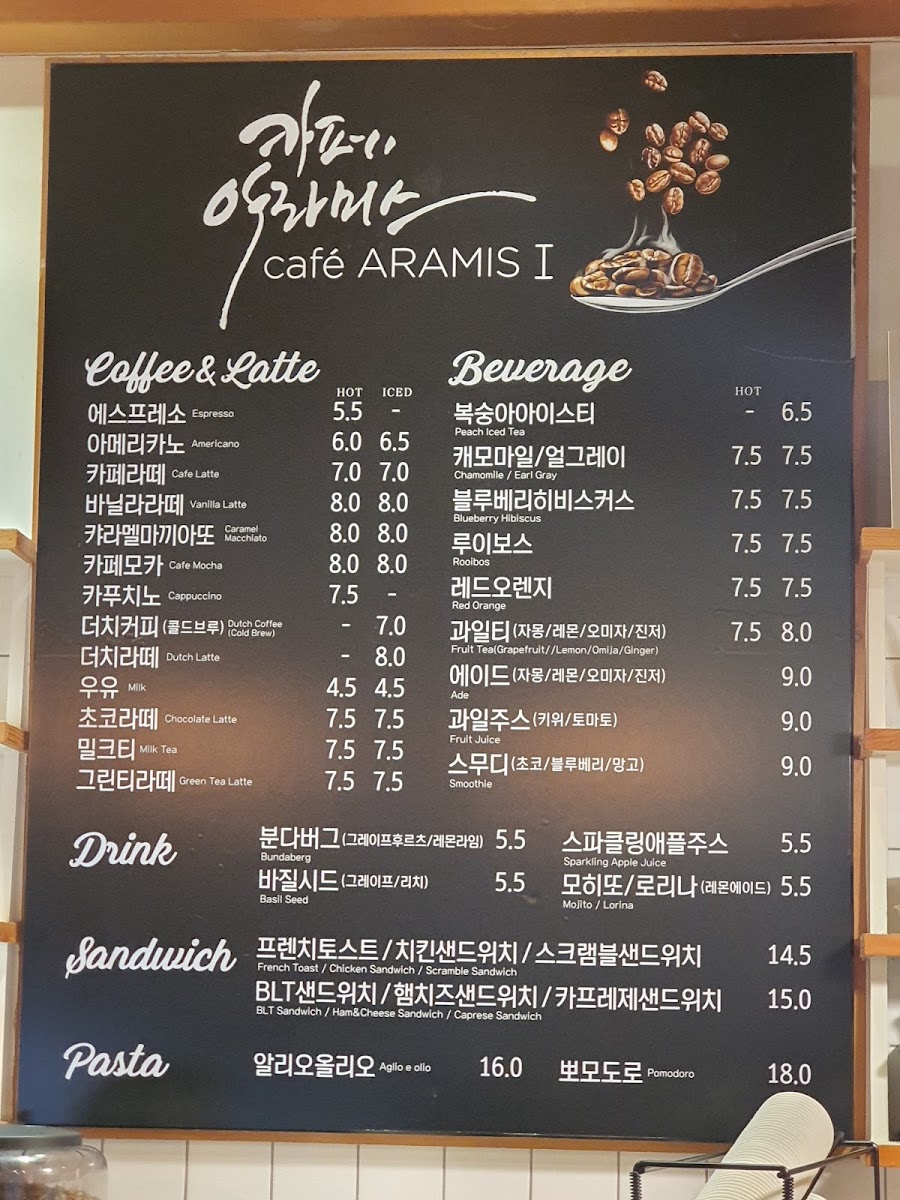 카페
아라미스
café ARAMIS I
Coffee & Latte
HOT ICED
에스프레소 Espresso 5.5 -
아메리카노 Americano 6.0 6.5
카페라떼 Cafe Latte 7.0 7.0
바닐라라떼 Vanilla Latte 8.0 8.0
캬라멜마끼아또 Caramel Macchiato 8.0 8.0
카페모카 Cafe Mocha 8.0 8.0
카푸치노 Cappuccino 7.5 -
더치커피 (콜드브루) Dutch Coffee (Cold Brew) - 7.0
더치라떼 Dutch Latte - 8.0
우유 Milk 4.5 4.5
초코라떼 Chocolate Latte 7.5 7.5
밀크티 Milk Tea 7.5 7.5
그린티라떼 Green Tea Latte 7.5 7.5
Beverage
HOT
복숭아아이스티 - 6.5
Peach Iced Tea
캐모마일/얼그레이 7.5 7.5
Chamomile / Earl Gray
블루베리히비스커스 7.5 7.5
Blueberry Hibiscus
루이보스 7.5 7.5
Rooibos
레드오렌지 7.5 7.5
Red Orange
과일티 (자몽/레몬/오미자/진저) 7.5 8.0
Fruit Tea(Grapefruit//Lemon/Omija/Ginger)
에이드 (자몽/레몬/오미자/진저) 9.0
Ade
과일주스 (키위/토마토) 9.0
Fruit Juice
스무디 (초코/블루베리/망고) 9.0
Smoothie
Drink
분다버그 (그레이프후르츠/레몬라임) 5.5
Bundaberg
바질시드 (그레이프/리치) 5.5
Basil Seed
스파클링애플주스 5.5
Sparkling Apple Juice
모히또/로리나 (레몬에이드) 5.5
Mojito / Lorina
Sandwich
프렌치토스트 / 치킨샌드위치 / 스크램블샌드위치 14.5
French Toast / Chicken Sandwich / Scramble Sandwich
BLT샌드위치 / 햄치즈샌드위치 / 카프레제샌드위치 15.0
BLT Sandwich / Ham&Cheese Sandwich / Caprese Sandwich
Pasta
알리오올리오 Aglio e olio 16.0
뽀모도로 Pomodoro 18.0